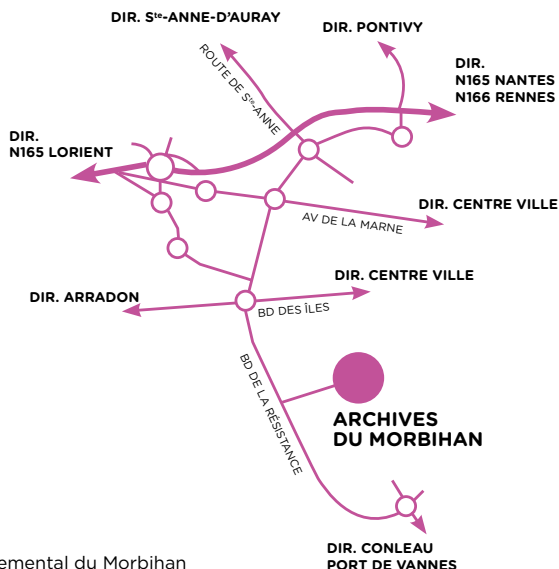 DIR. Sᵗᵉ-ANNE-D'AURAY
DIR. PONTIVY
ROUTE DE Sᵗᵉ-ANNE
DIR.
N165 NANTES
N166 RENNES
DIR.
N165 LORIENT
DIR. CENTRE VILLE
AV DE LA MARNE
DIR. CENTRE VILLE
DIR. ARRADON
BD DES ÎLES
BD DE LA RÉSISTANCE
ARCHIVES
DU MORBIHAN
DIR. CONLEAU
PORT DE VANNES
emental du Morbihan